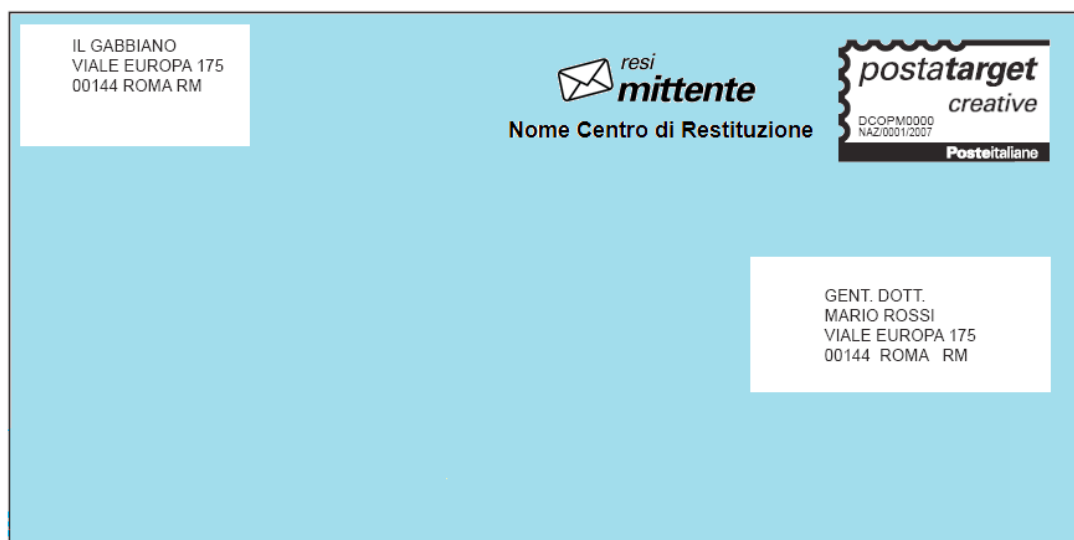 IL GABBIANO
VIALE EUROPA 175
00144 ROMA RM
resi
mittente
Nome Centro di Restituzione
postatarget
creative
DCOPM0000
NAZ/0001/2007
Posteitaliane
GENT. DOTT.
MARIO ROSSI
VIALE EUROPA 175
00144 ROMA RM